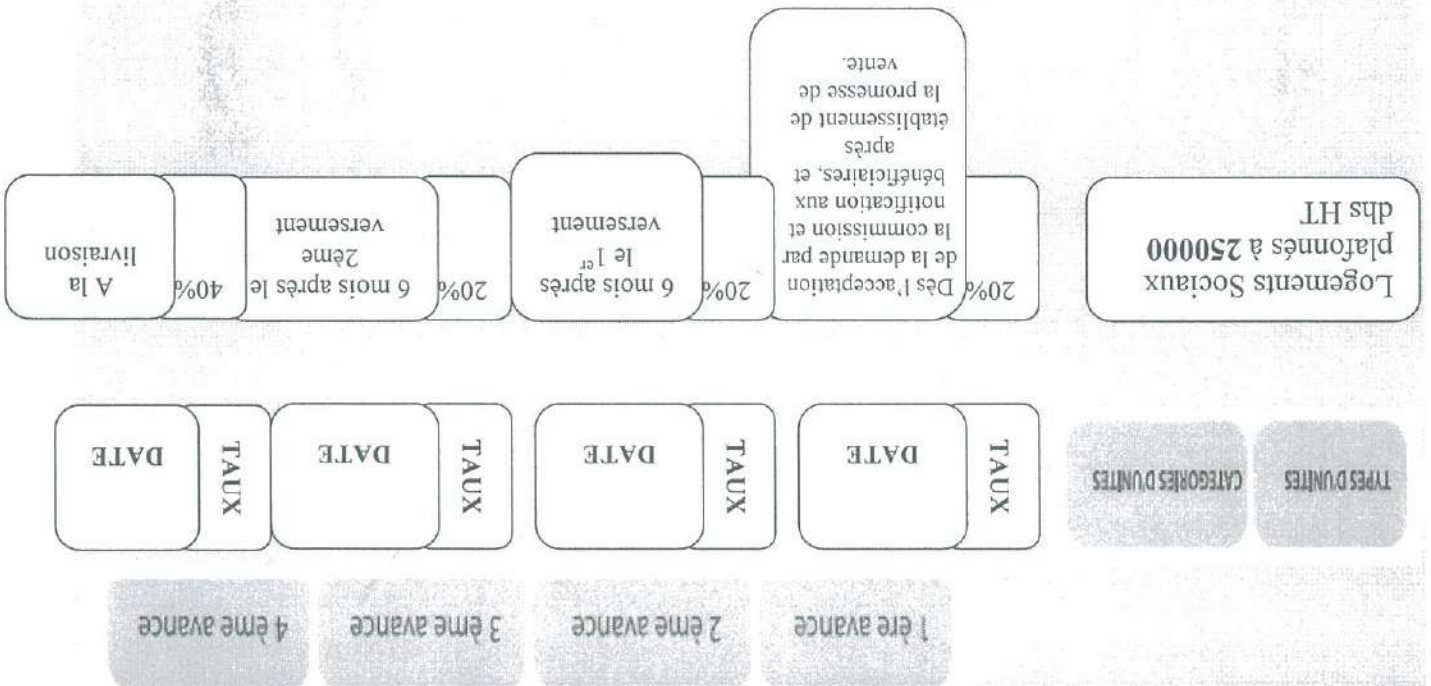 1 ère avance
2 ème avance
3 ème avance
4 ème avance
TYPES D'UNITES
CATEGORIES D'UNITES
TAUX
DATE
TAUX
DATE
TAUX
DATE
TAUX
DATE
Logements Sociaux
plafonnés à 250000
dhs HT
20%
Dès l'acceptation
de la demande par
la commission et
notification aux
bénéficiaires, et
après
établissement de
la promesse de
vente.
20%
6 mois après
le 1er
versement
20%
6 mois après le
2ème
versement
40%
A la
livraison